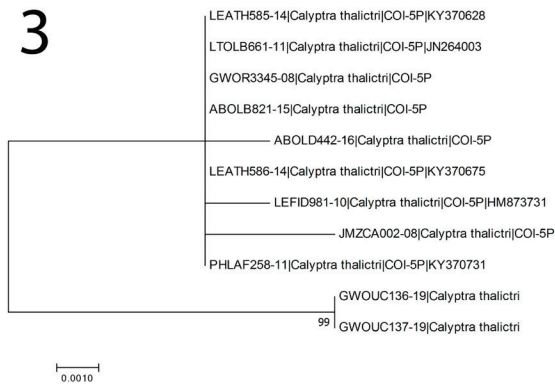 3
LEATH585-14|Calyptra thalictri|COI-5P|KY370628
LTOLB661-11|Calyptra thalictri|COI-5P|JN264003
GWOR3345-08|Calyptra thalictri|COI-5P
ABOLB821-15|Calyptra thalictri|COI-5P
ABOLD442-16|Calyptra thalictri|COI-5P
LEATH586-14|Calyptra thalictri|COI-5P|KY370675
LEFID981-10|Calyptra thalictri|COI-5P|HM873731
JMZCA002-08|Calyptra thalictri|COI-5P
PHLAF258-11|Calyptra thalictri|COI-5P|KY370731
GWOUC136-19|Calyptra thalictri
99
GWOUC137-19|Calyptra thalictri
0.0010